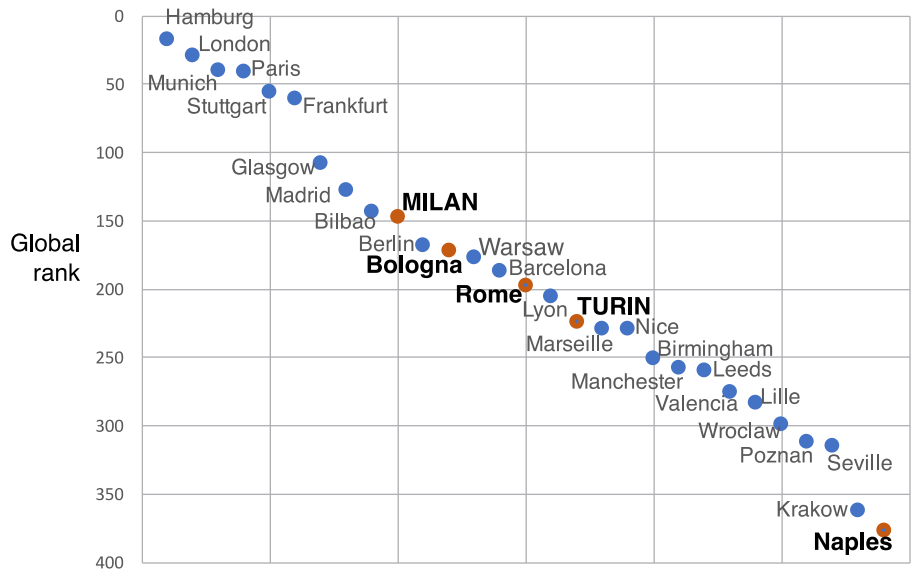 0
Hamburg
London
Paris
Munich
50
Stuttgart
Frankfurt
100
Glasgow
Madrid
MILAN
150
Bilbao
Global
rank
Berlin
Warsaw
Bologna
Barcelona
200
Rome
Lyon
TURIN
Marseille
Nice
250
Birmingham
Manchester
Leeds
Valencia
Lille
300
Wroclaw
Poznan
Seville
350
Krakow
Naples
400